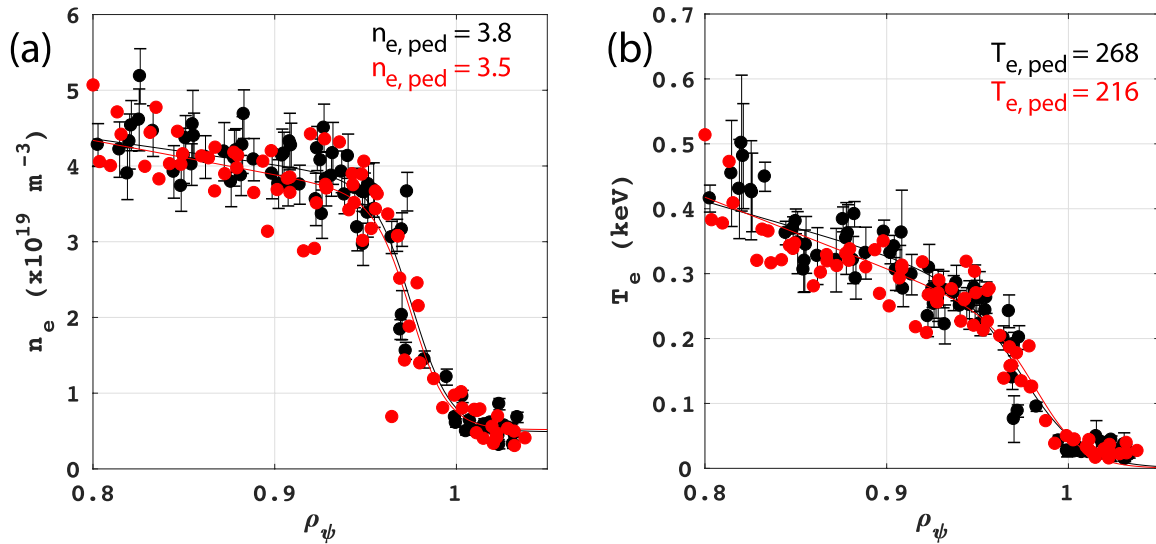 (a)
n_e, ped = 3.8
n_e, ped = 3.5
n_e (x10^19 m^-3)
6
5
4
3
2
1
0
0.8
0.9
1
ρ_ψ
(b)
T_e, ped = 268
T_e, ped = 216
T_e (keV)
0.7
0.6
0.5
0.4
0.3
0.2
0.1
0
0.8
0.9
1
ρ_ψ